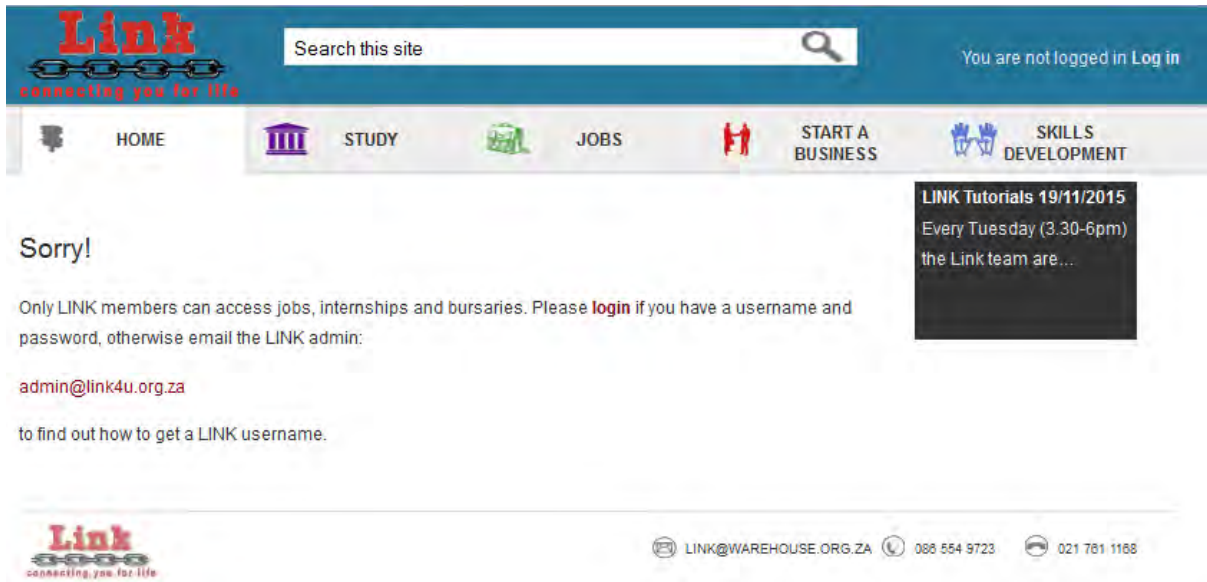 Link
connecting you for life
Search this site
You are not logged in Log in
HOME
STUDY
JOBS
START A
BUSINESS
SKILLS
DEVELOPMENT
LINK Tutorials 19/11/2015
Every Tuesday (3.30-6pm)
the Link team are...
Sorry!
Only LINK members can access jobs, internships and bursaries. Please login if you have a username and
password, otherwise email the LINK admin:
admin@link4u.org.za
to find out how to get a LINK username.
Link
connecting you for life
LINK@WAREHOUSE.ORG.ZA 086 554 9723 021 761 1168